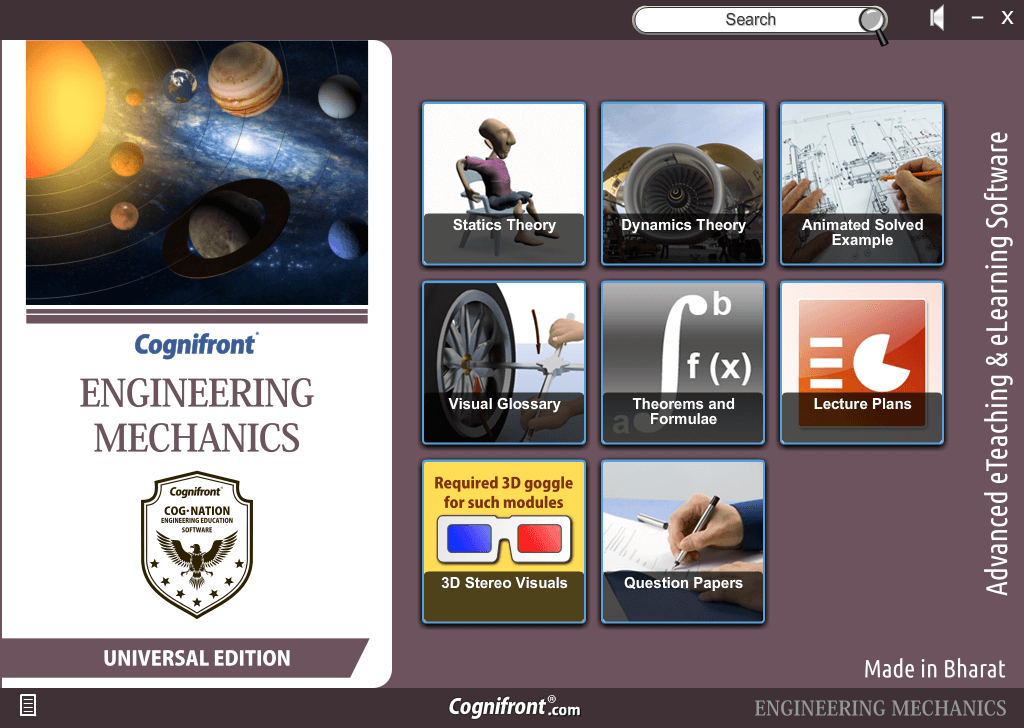 Search
X
Cognifront
ENGINEERING
MECHANICS
Cognifront
COG•NATION
ENGINEERING EDUCATION
SOFTWARE
UNIVERSAL EDITION
Statics Theory
Dynamics Theory
Animated Solved
Example
Visual Glossary
b
f (x)
a
Theorems and
Formulae
Lecture Plans
Required 3D goggle
for such modules
3D Stereo Visuals
Question Papers
Advanced eTeaching & eLearning Software
Made in Bharat
Cognifront®.com
ENGINEERING MECHANICS